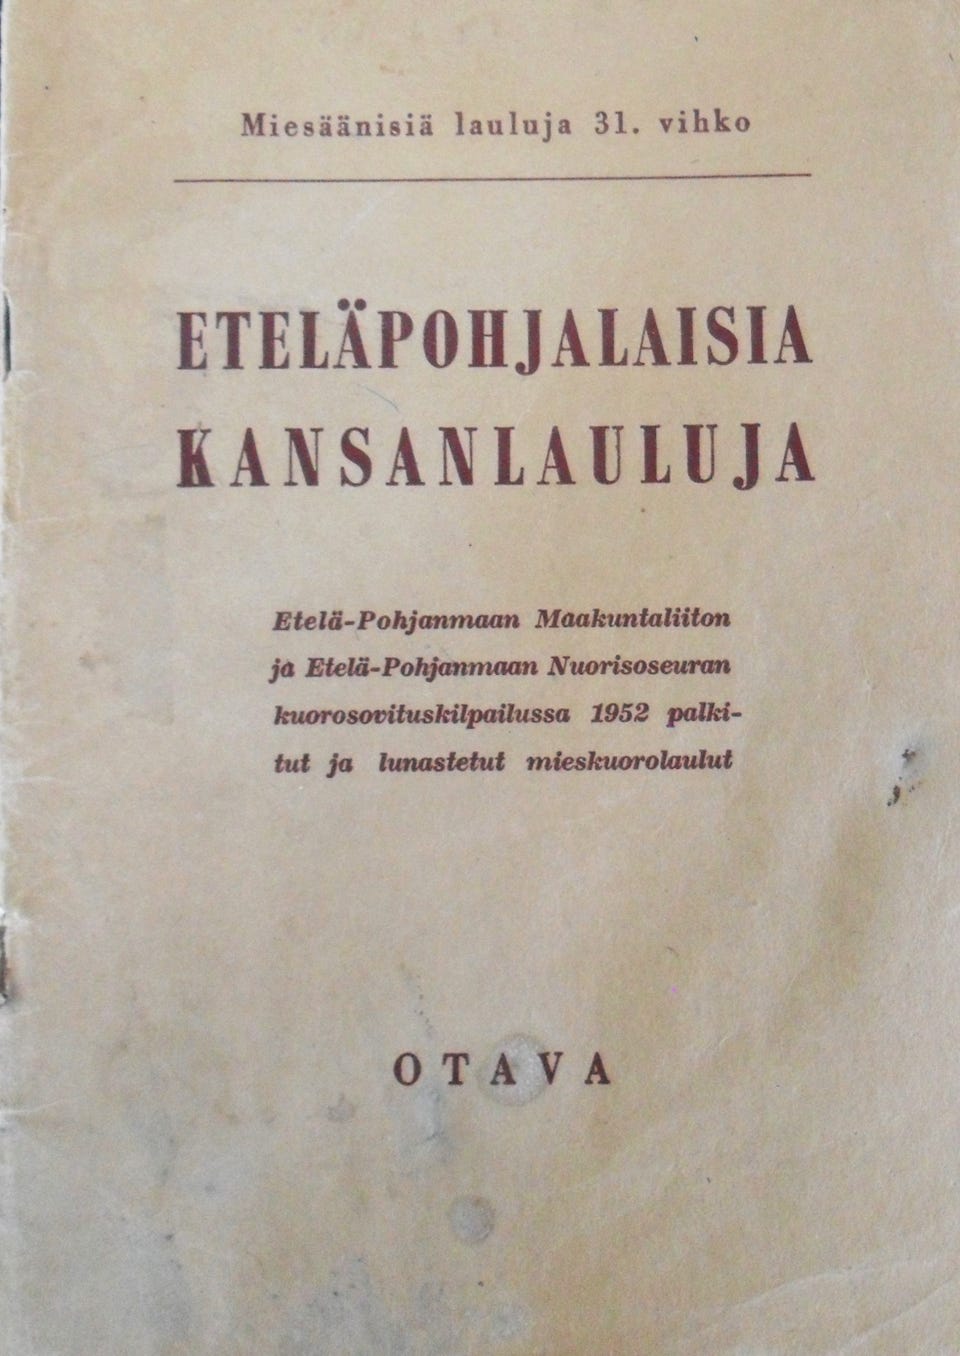 Miesäänisiä lauluja 31. vihko
ETELÄPOHJALAISIA
KANSANLAULUJA
Etelä-Pohjanmaan Maakuntaliiton
ja Etelä-Pohjanmaan Nuorisoseuran
kuorosovituskilpailussa 1952 palki-
tut ja lunastetut mieskuorolaulut
OTAVA